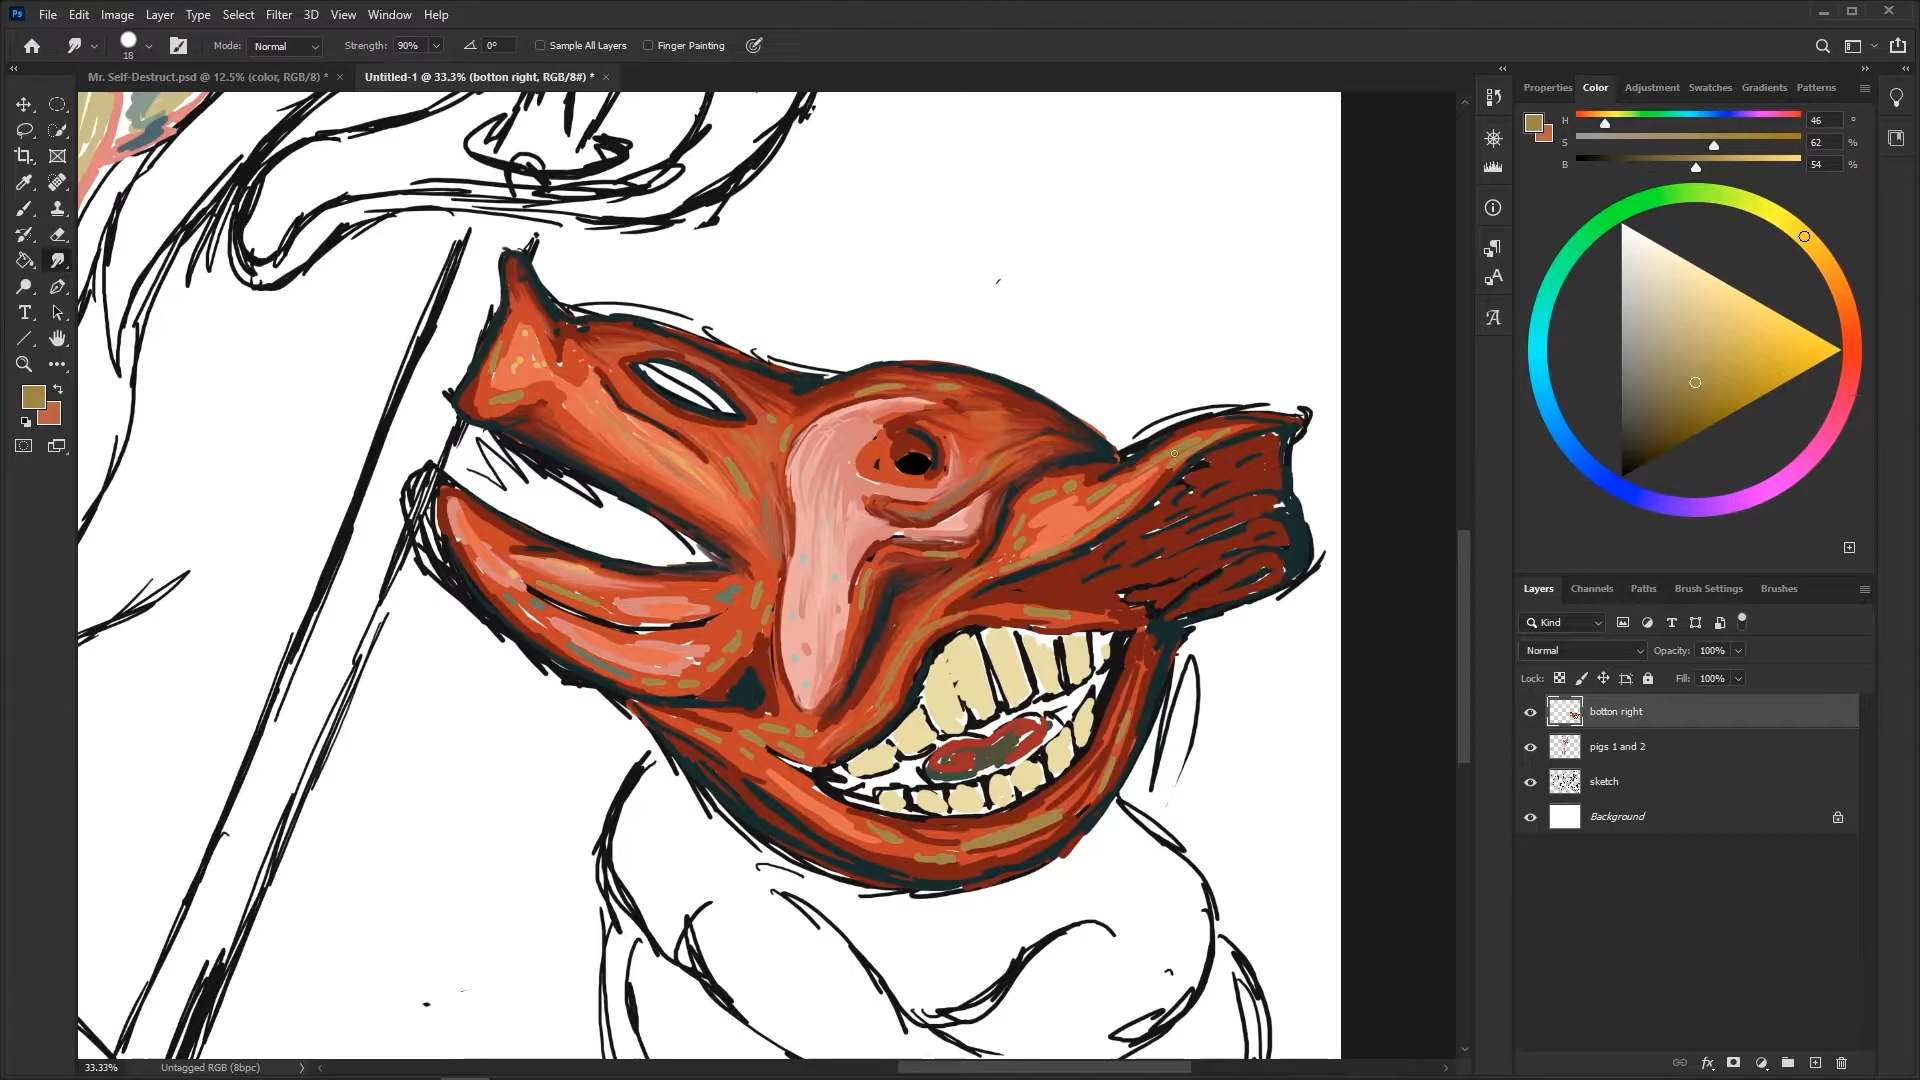 Ps File Edit Image Layer Type Select Filter 3D View Window Help
18 Mode: Normal Strength: 90% 0° Sample All Layers Finger Painting
Mr. Self-Destruct.psd @ 12.5% (color, RGB/8) * × Untitled-1 @ 33.3% (botton right, RGB/8#) * ×
Properties Color Adjustment Swatches Gradients Patterns
H 46 °
S 62 %
B 54 %
Layers Channels Paths Brush Settings Brushes
Kind
Normal Opacity: 100%
Lock: Fill: 100%
botton right
pigs 1 and 2
sketch
Background
33.33% Untagged RGB (8bpc)